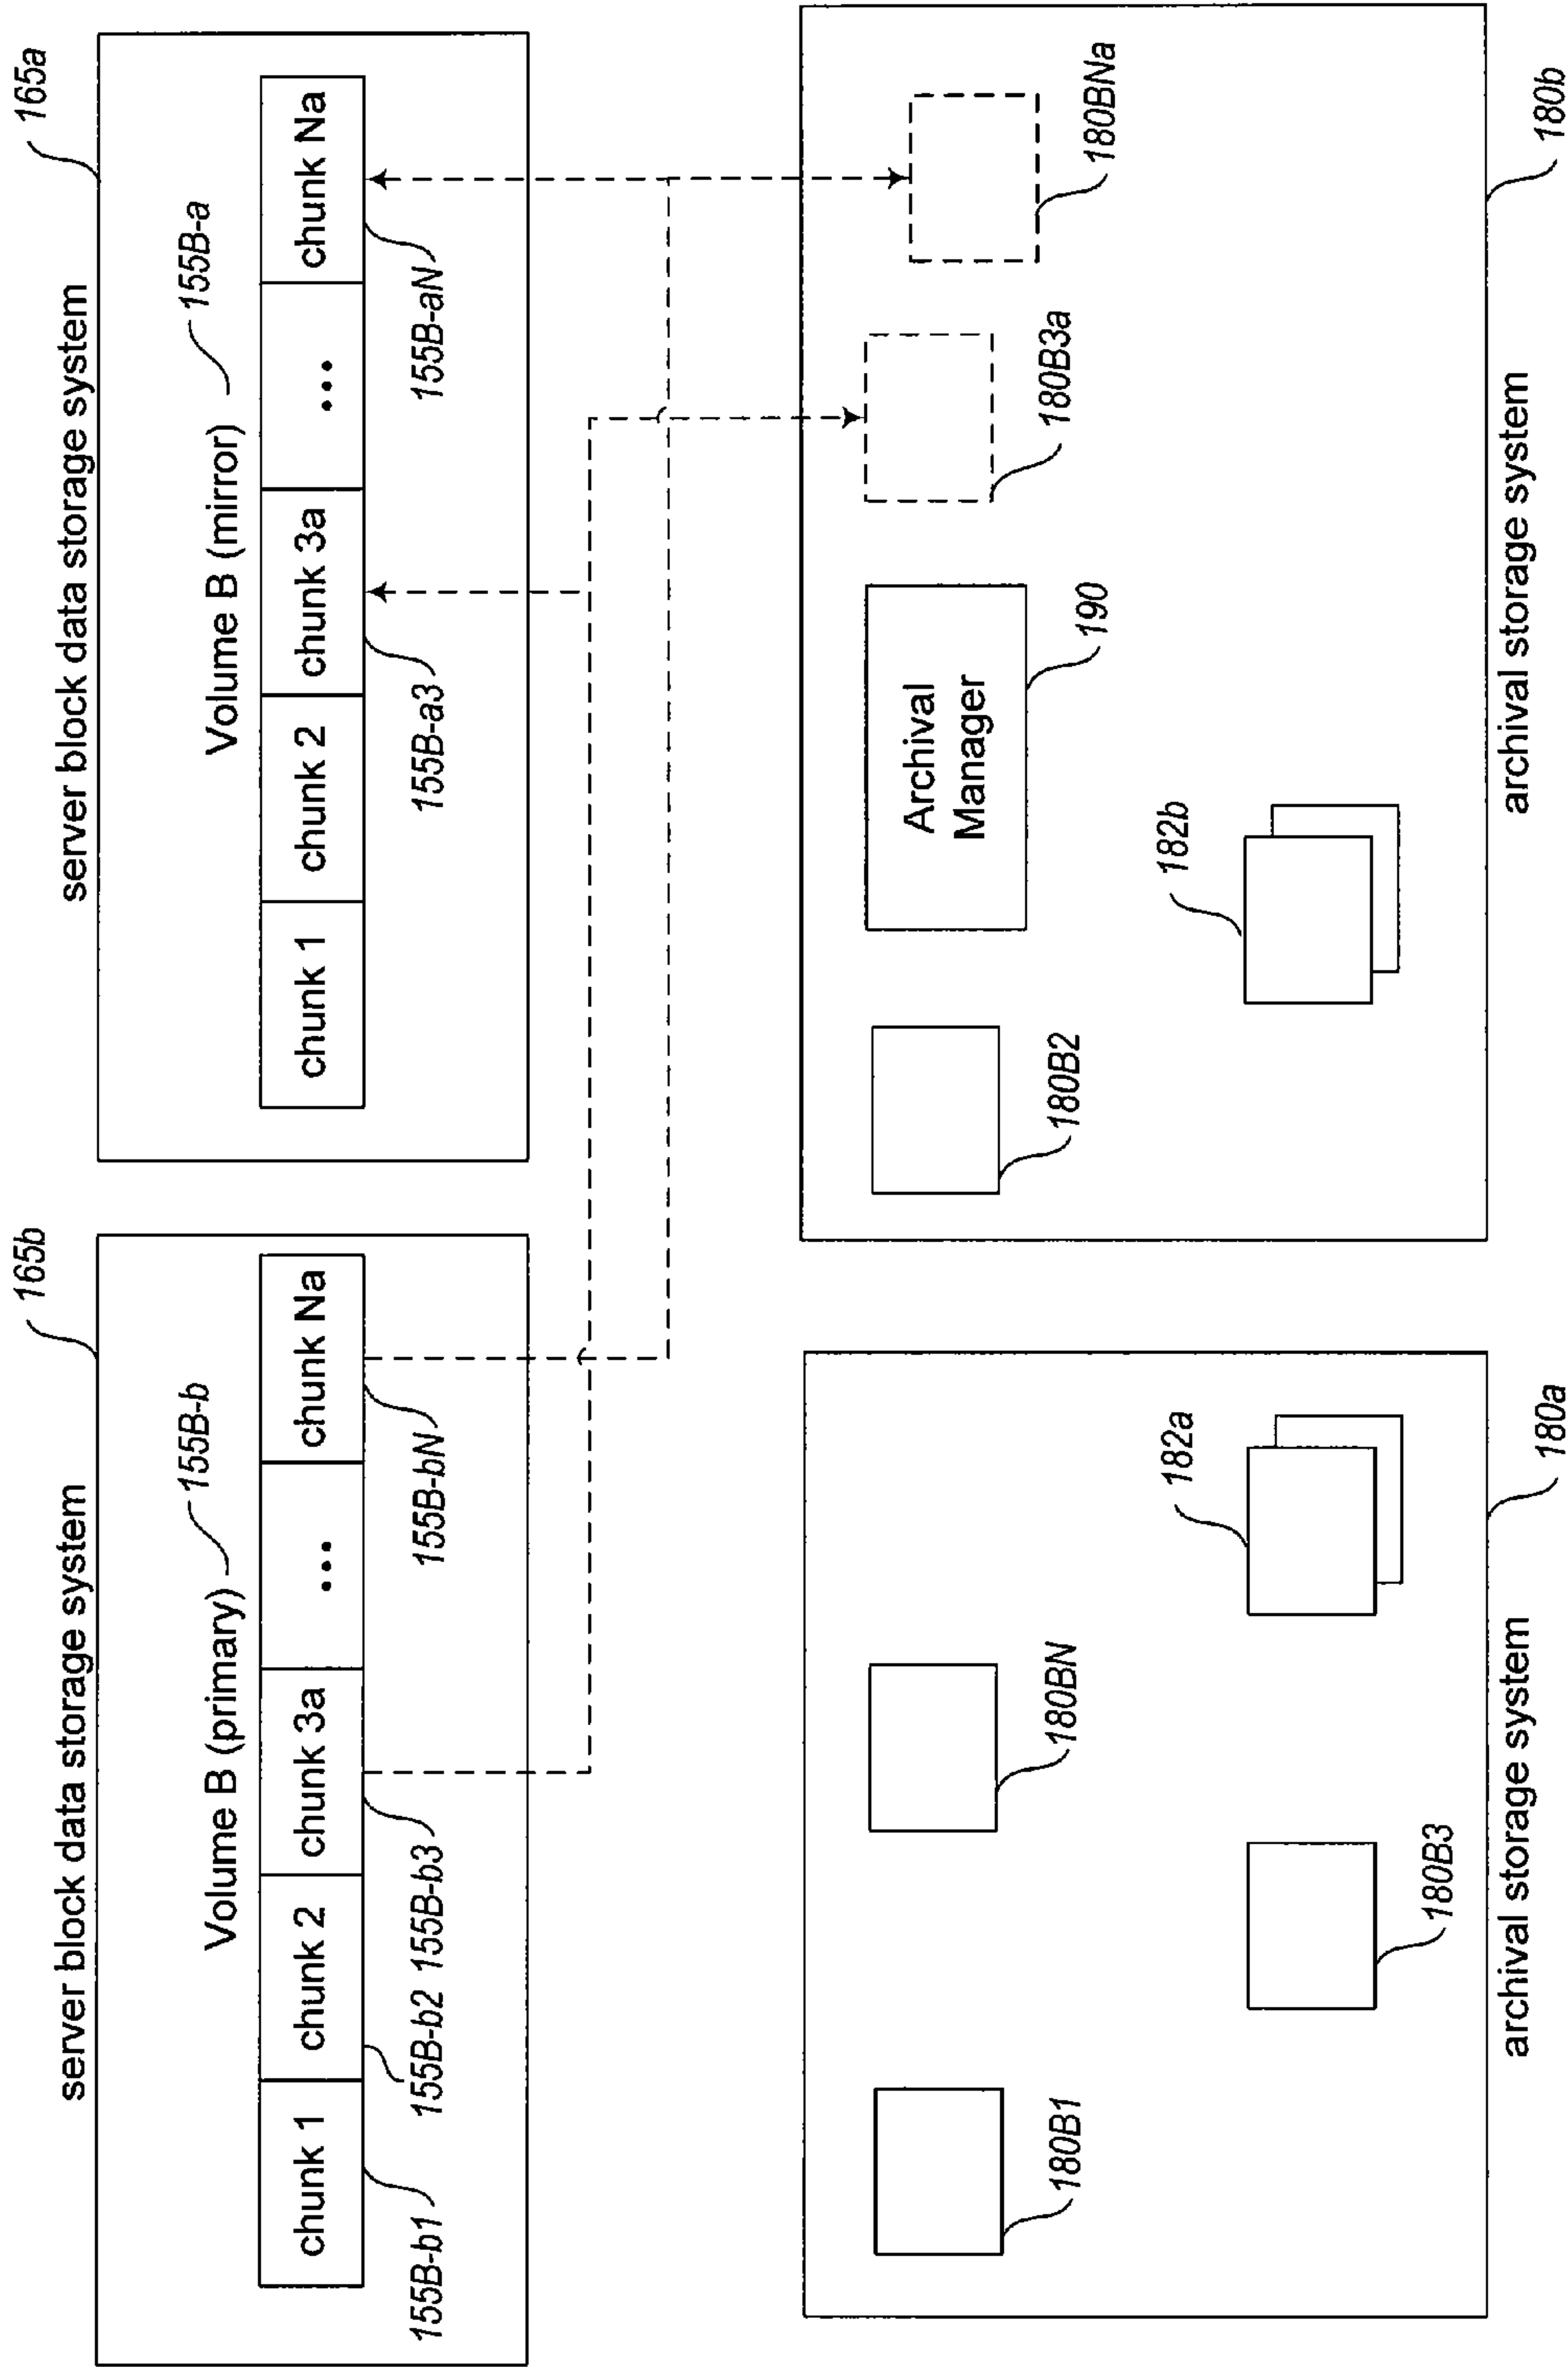 server block data storage system
165b
Volume B (primary)
155B-b
chunk 1
chunk 2
chunk 3a
...
chunk Na
155B-b1
155B-b2
155B-b3
155B-bN
server block data storage system
165a
Volume B (mirror)
155B-a
chunk 1
chunk 2
chunk 3a
...
chunk Na
155B-a3
155B-aN
180B1
180BN
180B3
182a
archival storage system
180a
180B2
Archival
Manager
190
180B3a
180BNa
182b
archival storage system
180b